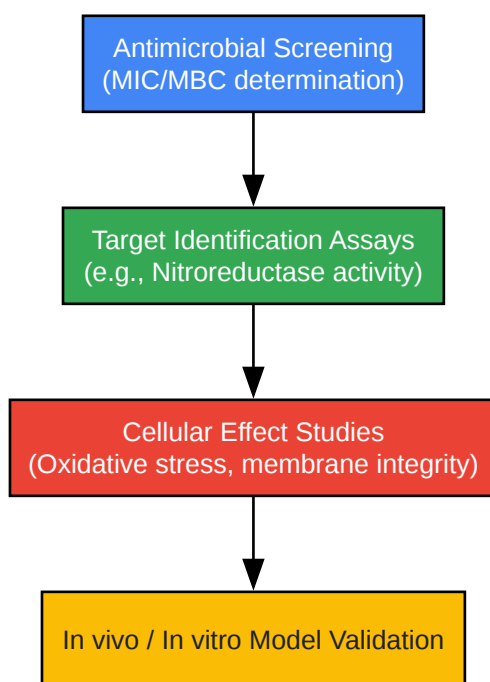 Antimicrobial Screening
(MIC/MBC determination)
Target Identification Assays
(e.g., Nitroreductase activity)
Cellular Effect Studies
(Oxidative stress, membrane integrity)
In vivo / In vitro Model Validation